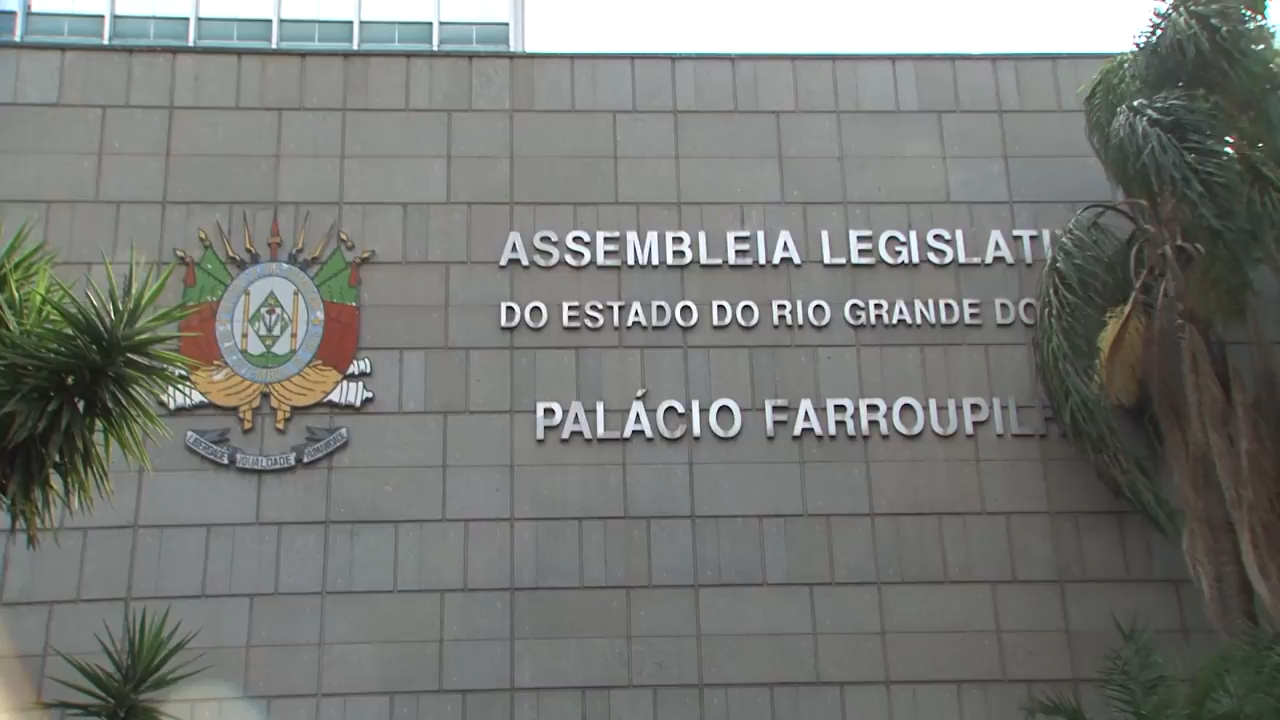 ASSEMBLEIA LEGISLATI
DO ESTADO DO RIO GRANDE DO
PALÁCIO FARROUPIL
LIBERDADE IGUALDADE HUMANIDADE